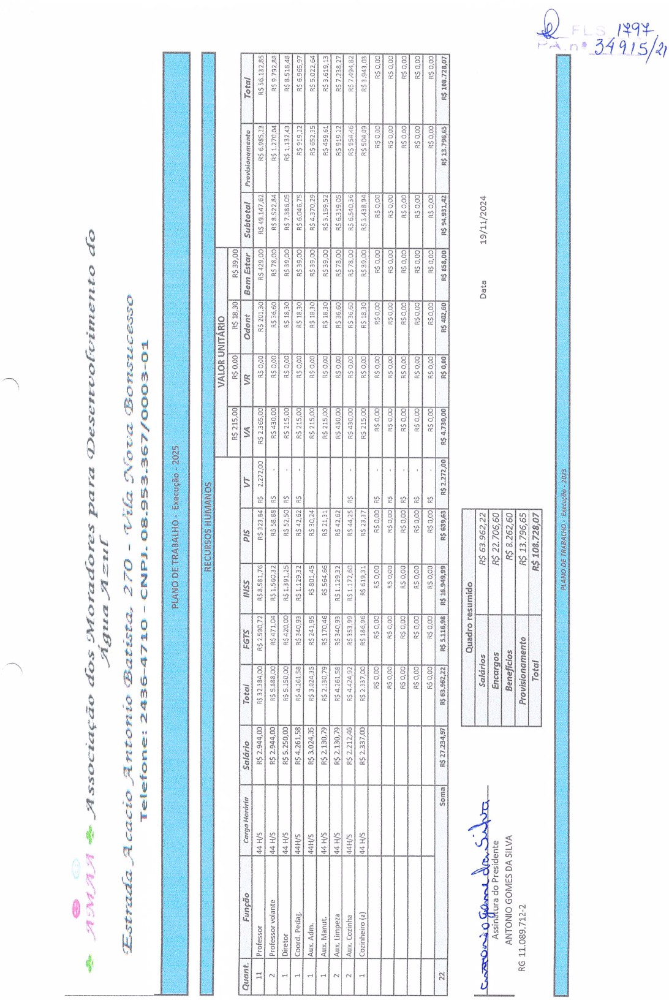 FLS 1797
P.A. nº 34915/21
AMA Associação dos Moradores para Desenvolvimento do
Água Azul
Estrada Acacio Antonio Batista, 270 - Vila Nova Bonsucesso
Telefone: 2436-4710 - CNPJ. 08.953.367/0003-01
PLANO DE TRABALHO - Execução - 2025
RECURSOS HUMANOS
VALOR UNITÁRIO
R$ 215,00 R$ 0,00 R$ 18,30 R$ 39,00
Quant. Função Carga Horária Salário Total FGTS INSS PIS VT VA VR Odont Bem Estar Subtotal Provisionamento Total
11 Professor 44 H/S R$ 2.944,00 R$ 32.384,00 R$ 2.590,72 R$ 8.581,76 R$ 323,84 R$ 2.272,00 R$ 2.365,00 R$ 0,00 R$ 201,30 R$ 429,00 R$ 49.147,62 R$ 6.985,23 R$ 56.132,85
2 Professor volante 44 H/S R$ 2.944,00 R$ 5.888,00 R$ 471,04 R$ 1.560,32 R$ 58,88 R$ - R$ 430,00 R$ 0,00 R$ 36,60 R$ 78,00 R$ 8.522,84 R$ 1.270,04 R$ 9.792,88
1 Diretor 44 H/S R$ 5.250,00 R$ 5.250,00 R$ 420,00 R$ 1.391,25 R$ 52,50 R$ - R$ 215,00 R$ 0,00 R$ 18,30 R$ 39,00 R$ 7.386,05 R$ 1.132,43 R$ 8.518,48
1 Coord. Pedag. 44H/S R$ 4.261,58 R$ 4.261,58 R$ 340,93 R$ 1.129,32 R$ 42,62 R$ - R$ 215,00 R$ 0,00 R$ 18,30 R$ 39,00 R$ 6.046,75 R$ 919,22 R$ 6.965,97
1 Aux. Adm. 44H/S R$ 3.024,35 R$ 3.024,35 R$ 241,95 R$ 801,45 R$ 30,24 R$ 215,00 R$ 0,00 R$ 18,30 R$ 39,00 R$ 4.370,29 R$ 652,35 R$ 5.022,64
1 Aux. Manut. 44 H/S R$ 2.130,79 R$ 2.130,79 R$ 170,46 R$ 564,66 R$ 21,31 R$ 215,00 R$ 0,00 R$ 18,30 R$ 39,00 R$ 3.159,52 R$ 459,61 R$ 3.619,13
2 Aux. Limpeza 44 H/S R$ 2.130,79 R$ 4.261,58 R$ 340,93 R$ 1.129,32 R$ 42,62 R$ 430,00 R$ 0,00 R$ 36,60 R$ 78,00 R$ 6.319,05 R$ 919,22 R$ 7.238,27
2 Aux. Cozinha 44H/S R$ 2.212,46 R$ 4.424,92 R$ 353,99 R$ 1.172,60 R$ 44,25 R$ - R$ 430,00 R$ 0,00 R$ 36,60 R$ 78,00 R$ 6.540,36 R$ 954,46 R$ 7.494,82
1 Cozinheiro (a) 44 H/S R$ 2.337,00 R$ 2.337,00 R$ 186,96 R$ 619,31 R$ 23,37 - R$ 215,00 R$ 0,00 R$ 18,30 R$ 39,00 R$ 3.438,94 R$ 504,09 R$ 3.943,03
R$ 0,00 R$ 0,00 R$ 0,00 R$ 0,00 R$ - R$ 0,00 R$ 0,00 R$ 0,00 R$ 0,00 R$ 0,00 R$ 0,00 R$ 0,00
R$ 0,00 R$ 0,00 R$ 0,00 R$ 0,00 R$ - R$ 0,00 R$ 0,00 R$ 0,00 R$ 0,00 R$ 0,00 R$ 0,00 R$ 0,00
R$ 0,00 R$ 0,00 R$ 0,00 R$ 0,00 R$ - R$ 0,00 R$ 0,00 R$ 0,00 R$ 0,00 R$ 0,00 R$ 0,00 R$ 0,00
R$ 0,00 R$ 0,00 R$ 0,00 R$ 0,00 R$ - R$ 0,00 R$ 0,00 R$ 0,00 R$ 0,00 R$ 0,00 R$ 0,00 R$ 0,00
R$ 0,00 R$ 0,00 R$ 0,00 R$ 0,00 R$ - R$ 0,00 R$ 0,00 R$ 0,00 R$ 0,00 R$ 0,00 R$ 0,00 R$ 0,00
22 Soma R$ 27.234,97 R$ 63.962,22 R$ 5.116,98 R$ 16.949,99 R$ 639,63 R$ 2.272,00 R$ 4.730,00 R$ 0,00 R$ 402,60 R$ 858,00 R$ 94.931,42 R$ 13.796,65 R$ 108.728,07
Quadro resumido
Salários R$ 63.962,22
Encargos R$ 22.706,60
Benefícios R$ 8.262,60
Provisionamento R$ 13.796,65
Total R$ 108.728,07
Data 19/11/2024
Antonio Gomes da Silva
Assinatura do Presidente
ANTONIO GOMES DA SILVA
RG 11.089.712-2
PLANO DE TRABALHO - Execução - 2025